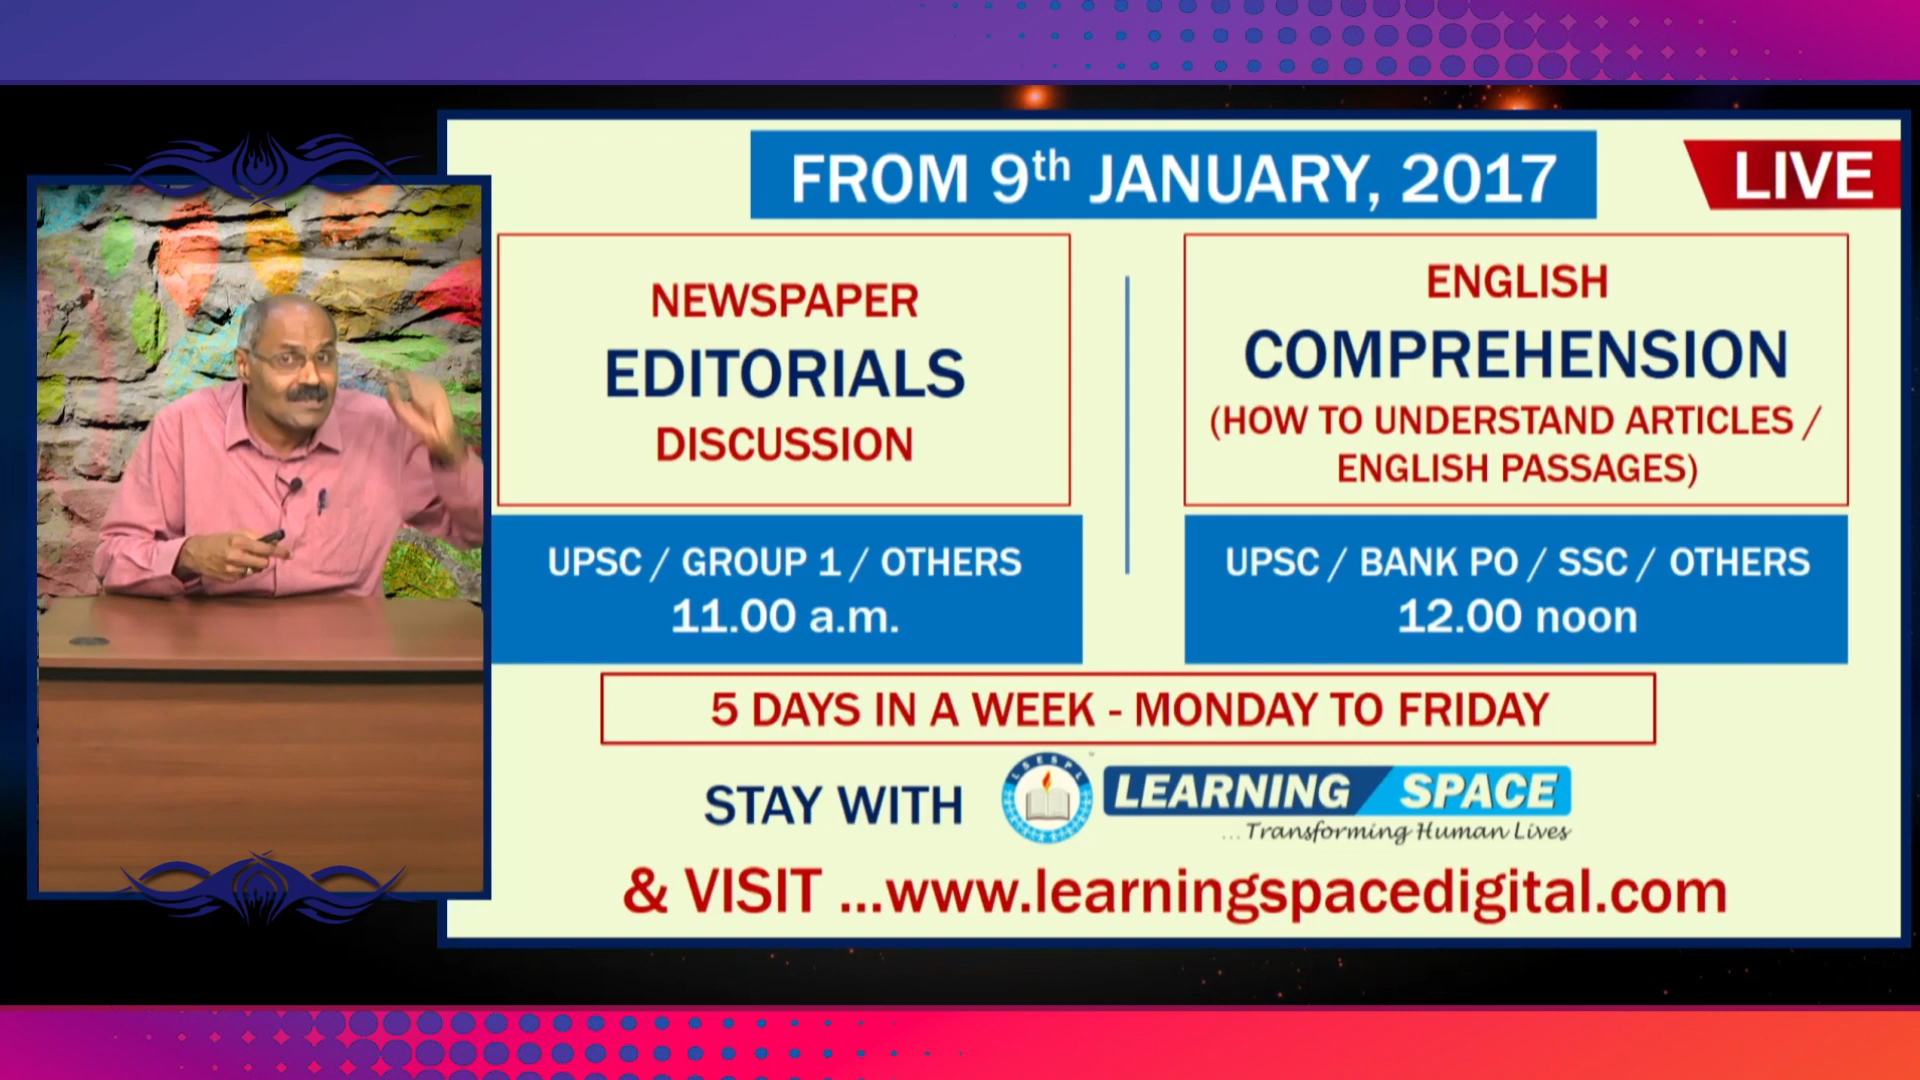 FROM 9th JANUARY, 2017
LIVE
NEWSPAPER
EDITORIALS
DISCUSSION
UPSC / GROUP 1 / OTHERS
11.00 a.m.
ENGLISH
COMPREHENSION
(HOW TO UNDERSTAND ARTICLES /
ENGLISH PASSAGES)
UPSC / BANK PO / SSC / OTHERS
12.00 noon
5 DAYS IN A WEEK - MONDAY TO FRIDAY
STAY WITH
LSESPL
LEARNING SPACE
...Transforming Human Lives
& VISIT ...www.learningspacedigital.com